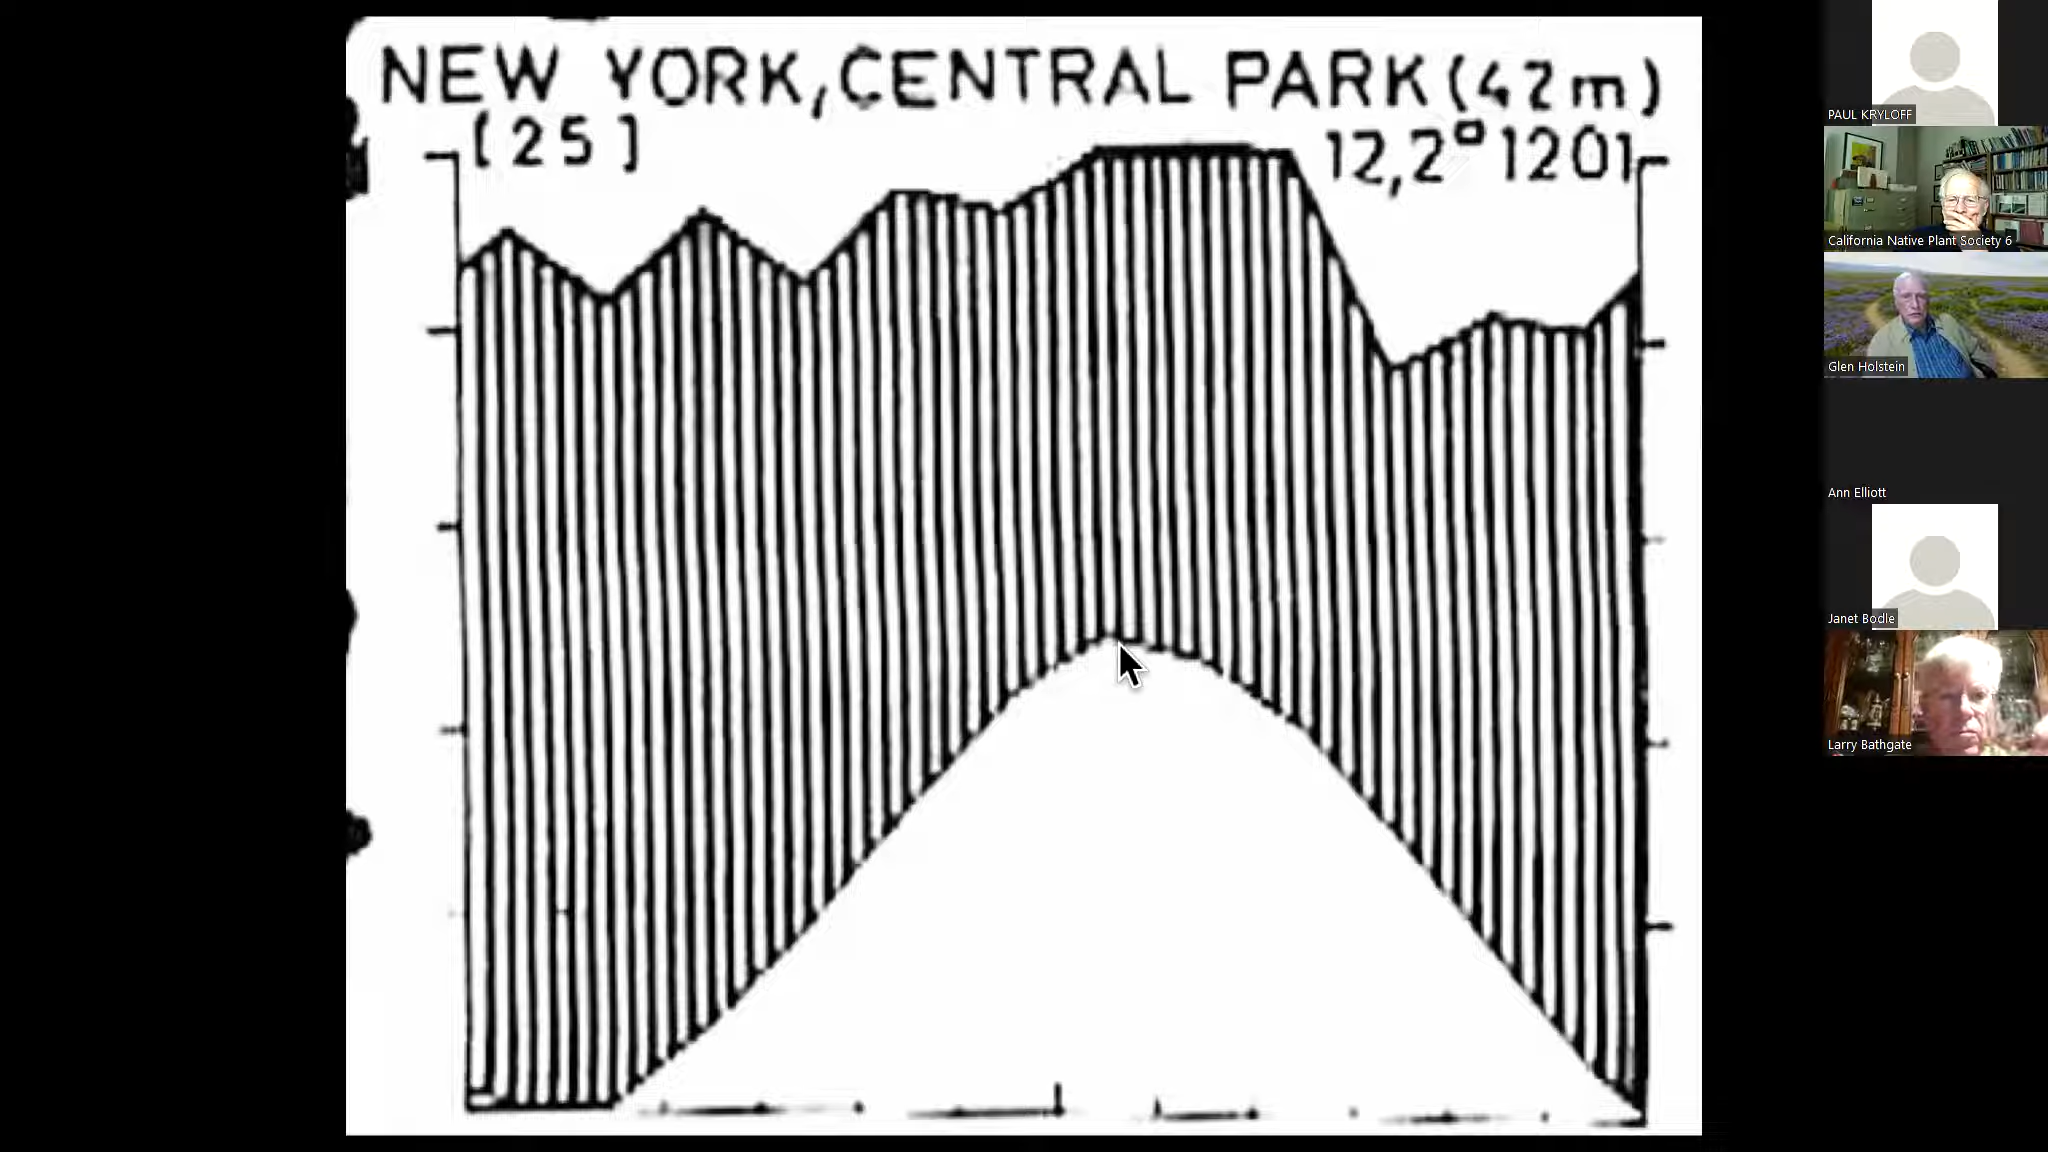 NEW YORK, CENTRAL PARK (42m)
[25] 12,2° 1201
PAUL KRYLOFF
California Native Plant Society 6
Glen Holstein
Ann Elliott
Janet Bodle
Larry Bathgate